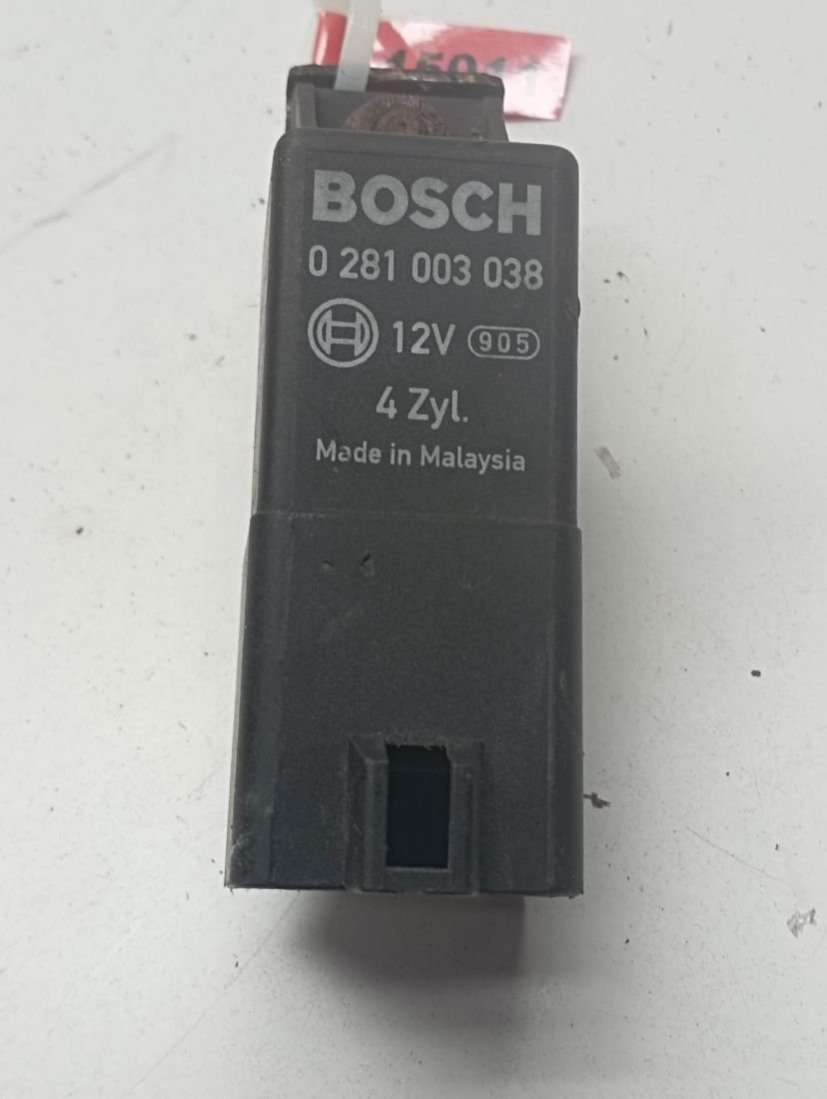 BOSCH
0 281 003 038
12V 905
4 Zyl.
Made in Malaysia